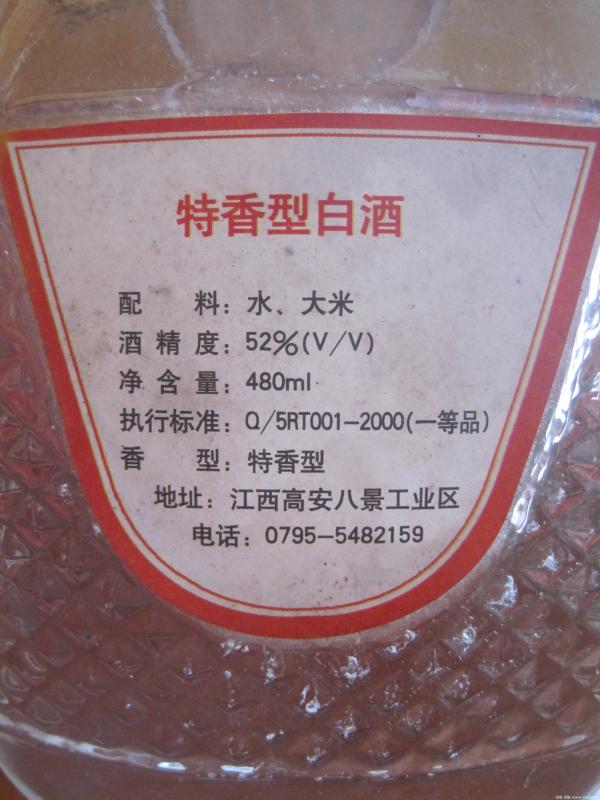 特香型白酒
配 料：水、大米
酒精度：52%(V/V)
净含量：480ml
执行标准：Q/5RT001-2000(一等品)
香 型：特香型
地址：江西高安八景工业区
电话：0795-5482159